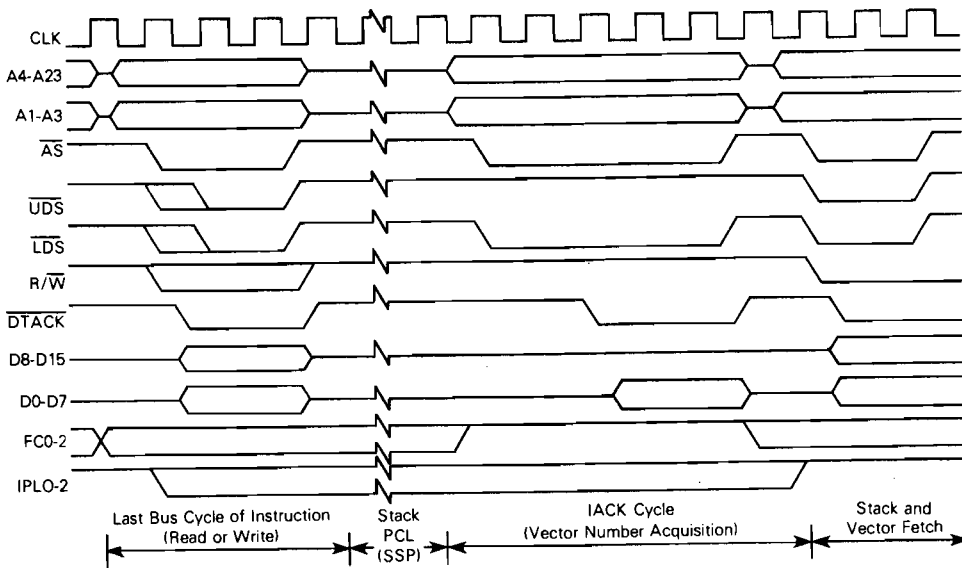 CLK
A4-A23
A1-A3
AS
UDS
LDS
R/W
DTACK
D8-D15
D0-D7
FC0-2
IPL0-2
Last Bus Cycle of Instruction
(Read or Write)
Stack
PCL
(SSP)
IACK Cycle
(Vector Number Acquisition)
Stack and
Vector Fetch